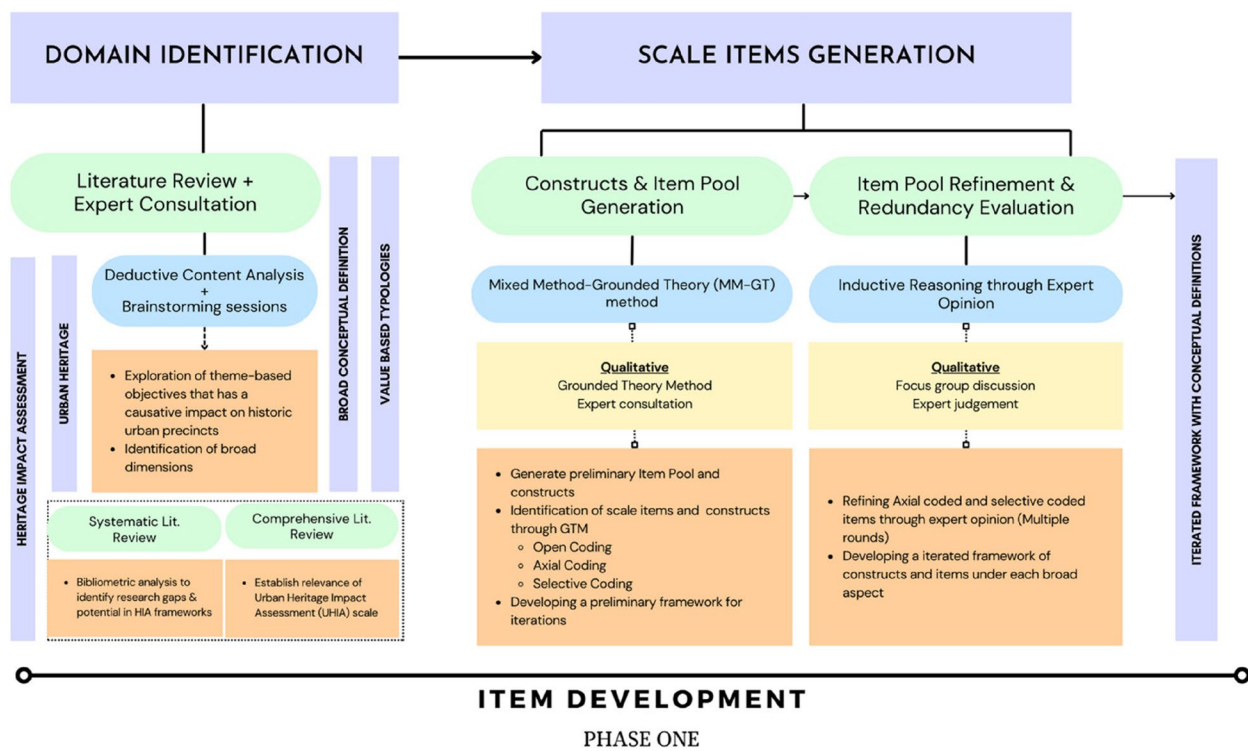 DOMAIN IDENTIFICATION
SCALE ITEMS GENERATION
Literature Review +
Expert Consultation
Deductive Content Analysis
+
Brainstorming sessions
• Exploration of theme-based
objectives that has a
causative impact on historic
urban precincts
• Identification of broad
dimensions
HERITAGE IMPACT ASSESSMENT
URBAN HERITAGE
BROAD CONCEPTUAL DEFINITION
VALUE BASED TYPOLOGIES
Systematic Lit.
Review
• Bibliometric analysis to
identify research gaps &
potential in HIA frameworks
Comprehensive Lit.
Review
• Establish relevance of
Urban Heritage Impact
Assessment (UHIA) scale
Constructs & Item Pool
Generation
Mixed Method-Grounded Theory (MM-GT)
method
Qualitative
Grounded Theory Method
Expert consultation
• Generate preliminary Item Pool and
constructs
• Identification of scale items and constructs
through GTM
○ Open Coding
○ Axial Coding
○ Selective Coding
• Developing a preliminary framework for
iterations
Item Pool Refinement &
Redundancy Evaluation
Inductive Reasoning through Expert
Opinion
Qualitative
Focus group discussion
Expert judgement
• Refining Axial coded and selective coded
items through expert opinion (Multiple
rounds)
• Developing a iterated framework of
constructs and items under each broad
aspect
ITERATED FRAMEWORK WITH CONCEPTUAL DEFINITIONS
ITEM DEVELOPMENT
PHASE ONE